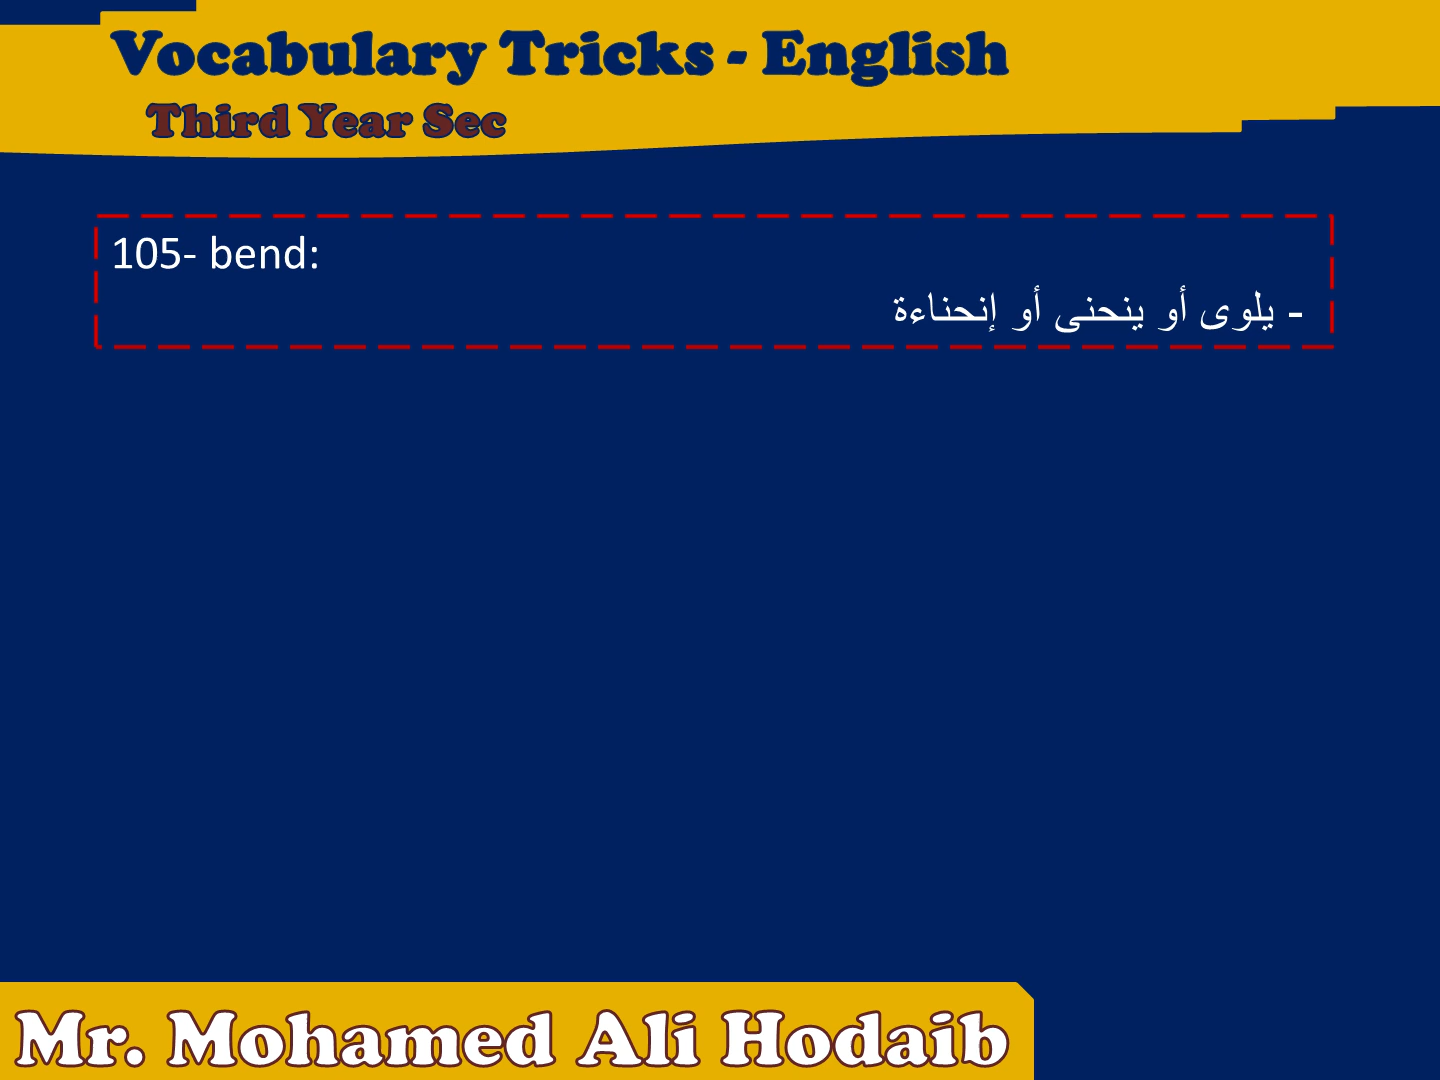 Vocabulary Tricks - English
Third Year Sec
105- bend:
- يلوى أو ينحنى أو إنحناءة
Mr. Mohamed Ali Hodaib